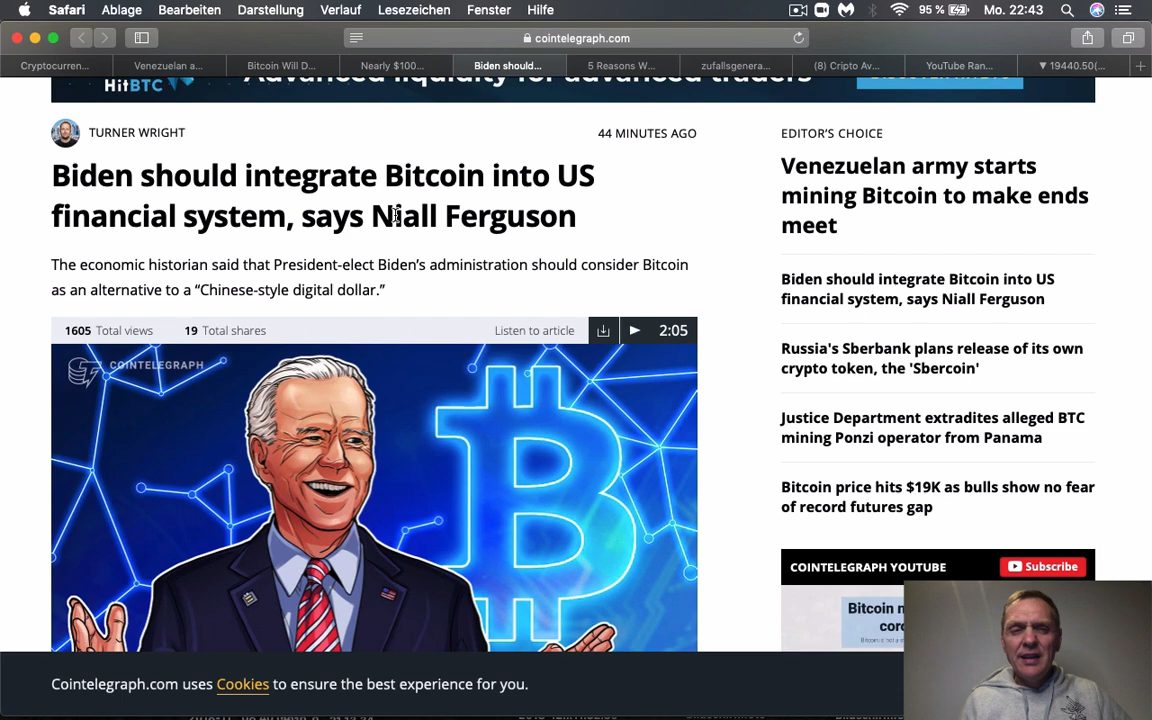 Safari Ablage Bearbeiten Darstellung Verlauf Lesezeichen Fenster Hilfe 95 % Mo. 22:43
cointelegraph.com
Cryptocurren... Venezuelan a... Bitcoin Will D... Nearly $100... Biden should... 5 Reasons W... zufallsgenera... (8) Cripto Av... YouTube Ran... ▼ 19440.50(...
HitBTC Advanced liquidity for advanced traders
TURNER WRIGHT
44 MINUTES AGO
Biden should integrate Bitcoin into US
financial system, says Niall Ferguson
The economic historian said that President-elect Biden’s administration should consider Bitcoin
as an alternative to a “Chinese-style digital dollar.”
1605 Total views 19 Total shares Listen to article 2:05
COINTELEGRAPH
EDITOR’S CHOICE
Venezuelan army starts
mining Bitcoin to make ends
meet
Biden should integrate Bitcoin into US
financial system, says Niall Ferguson
Russia's Sberbank plans release of its own
crypto token, the 'Sbercoin'
Justice Department extradites alleged BTC
mining Ponzi operator from Panama
Bitcoin price hits $19K as bulls show no fear
of record futures gap
COINTELEGRAPH YOUTUBE Subscribe
Cointelegraph.com uses Cookies to ensure the best experience for you.